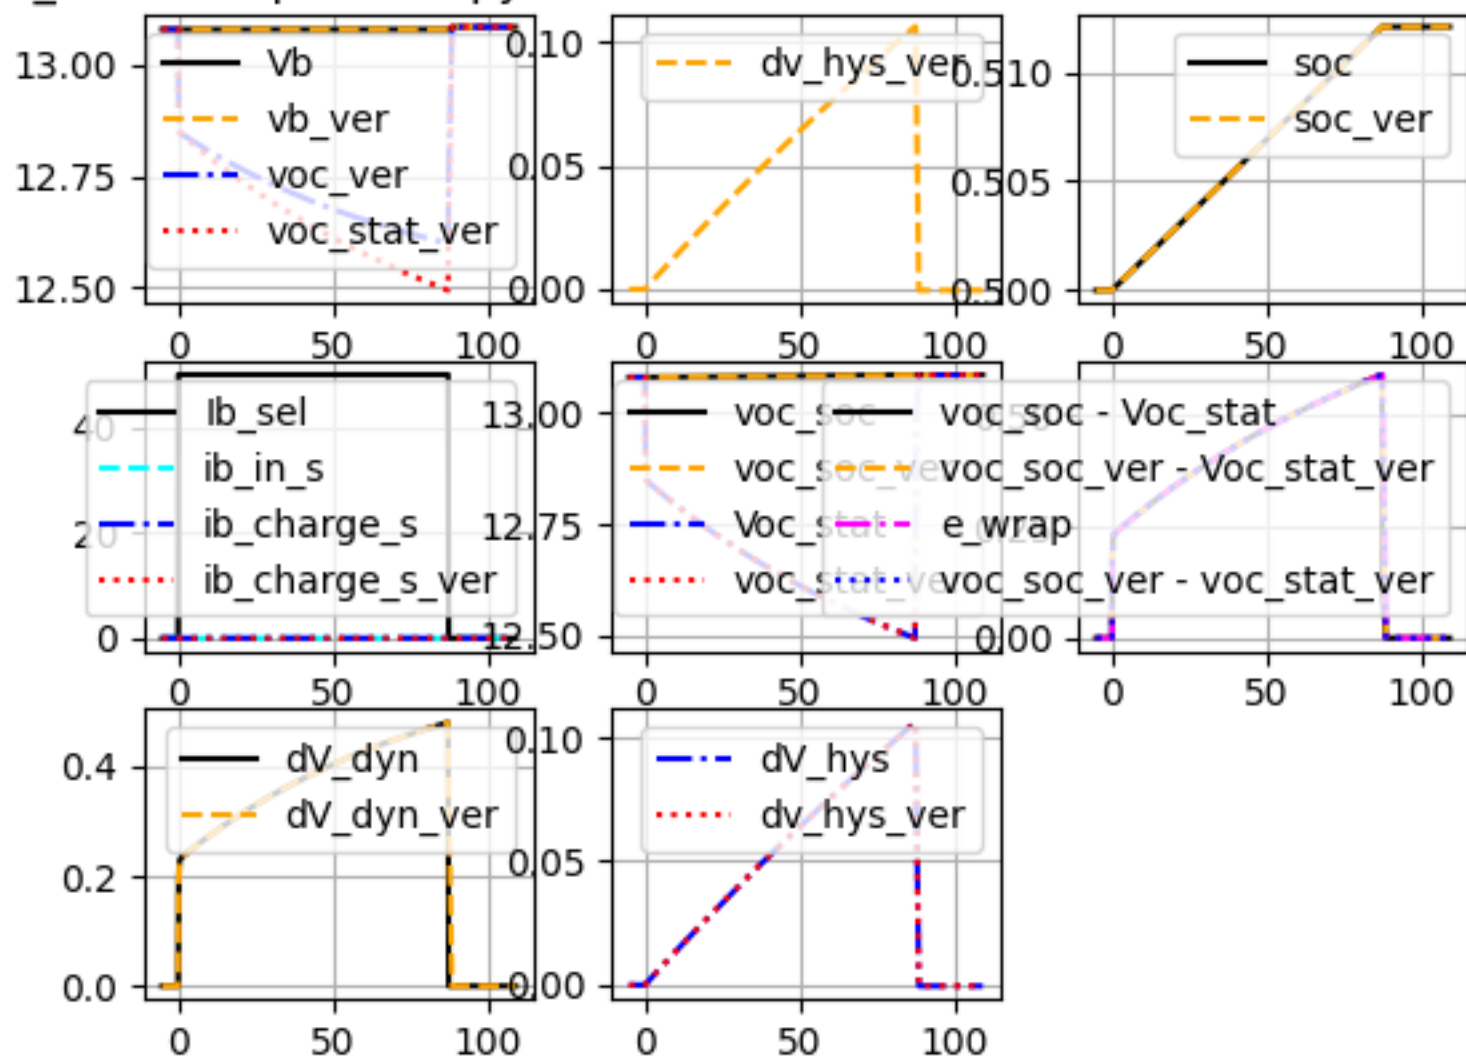 13.00
12.75
12.50
Vb
vb_ver
voc_ver
voc_stat_ver
0 50 100
0.10
0.05
0.00
dv_hys_ver
0 50 100
0.510
0.505
0.500
soc
soc_ver
0 50 100
40
20
0
Ib_sel
ib_in_s
ib_charge_s
ib_charge_s_ver
0 50 100
13.00
12.75
12.50
voc_soc
voc_soc_ver
Voc_stat
voc_stat_ver
0 50 100
0.00
voc_soc - Voc_stat
voc_soc_ver - Voc_stat_ver
e_wrap
voc_soc_ver - voc_stat_ver
0 50 100
0.4
0.2
0.0
dV_dyn
dV_dyn_ver
0 50 100
0.10
0.05
0.00
dV_hys
dv_hys_ver
0 50 100